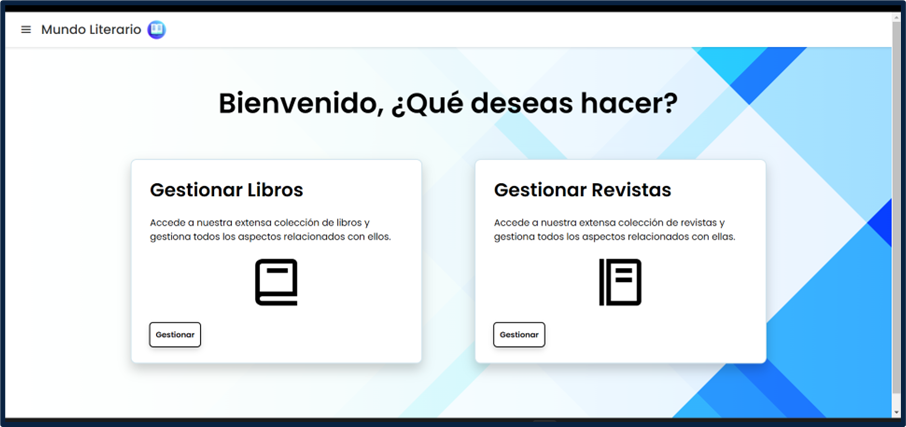 Mundo Literario
Bienvenido, ¿Qué deseas hacer?
Gestionar Libros
Accede a nuestra extensa colección de libros y
gestiona todos los aspectos relacionados con ellos.
Gestionar
Gestionar Revistas
Accede a nuestra extensa colección de revistas y
gestiona todos los aspectos relacionados con ellas.
Gestionar